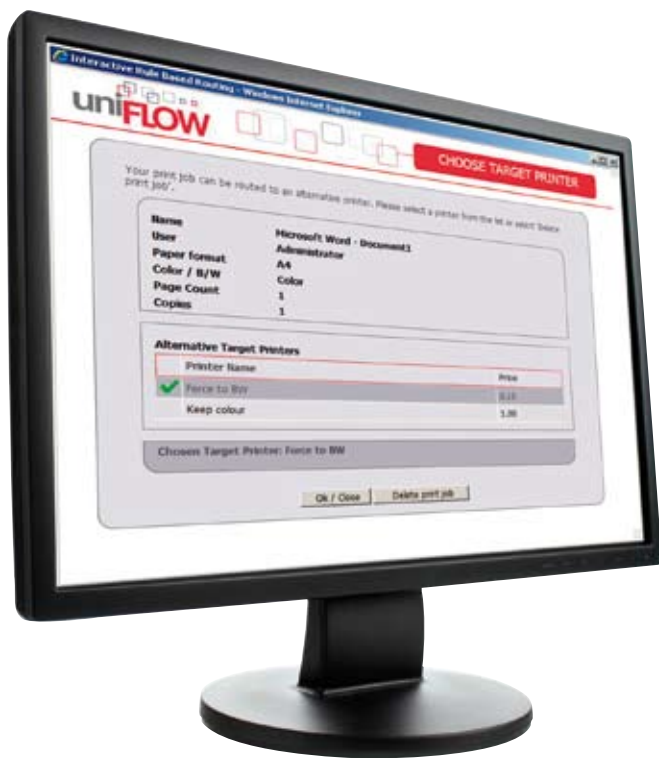 Interactive Rule Based Routing - Windows Internet Explorer
uniFLOW
CHOOSE TARGET PRINTER
Your print job can be routed to an alternative printer. Please select a printer from the list or select 'Delete
print job'.
Name Microsoft Word - Document1
User Administrator
Paper format A4
Color / B/W Color
Page Count 1
Copies 1
Alternative Target Printers
Printer Name Price
Force to BW
Keep colour 1.00
Chosen Target Printer: Force to BW
Ok / Close Delete print job